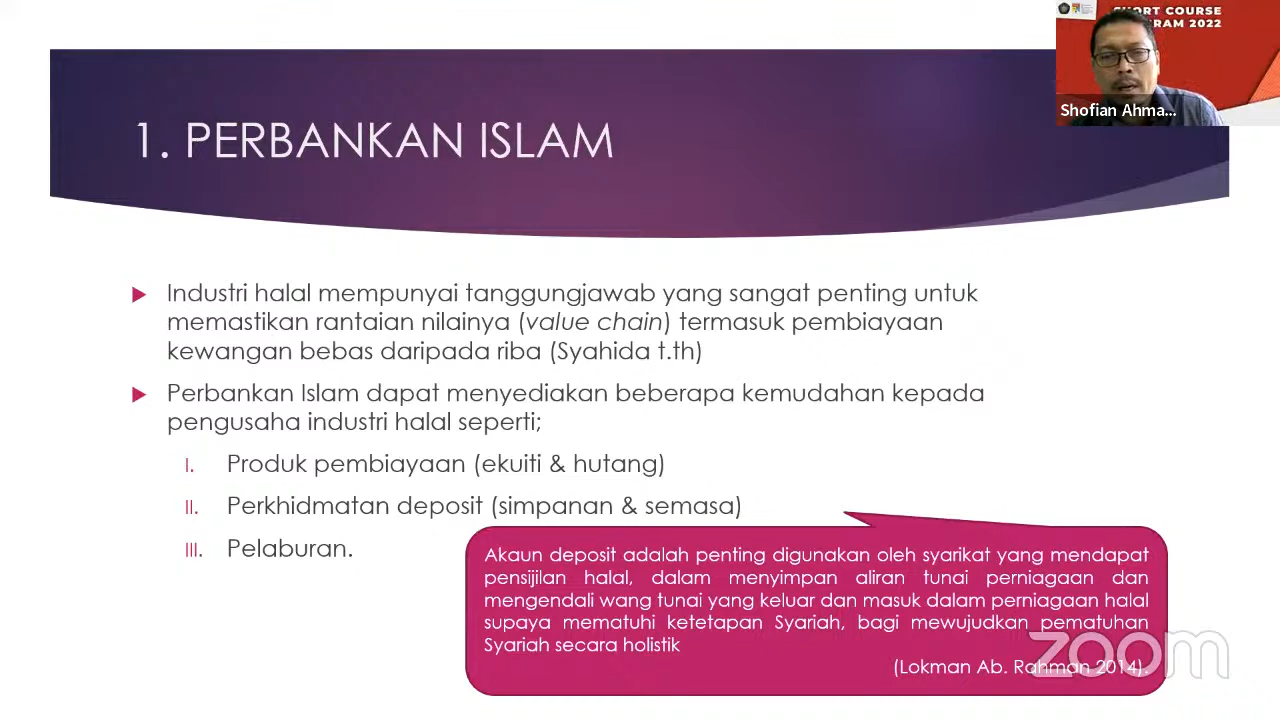 SHORT COURSE
RAM 2022
Shofian Ahma...
1. PERBANKAN ISLAM
Industri halal mempunyai tanggungjawab yang sangat penting untuk
memastikan rantaian nilainya (value chain) termasuk pembiayaan
kewangan bebas daripada riba (Syahida t.th)
Perbankan Islam dapat menyediakan beberapa kemudahan kepada
pengusaha industri halal seperti;
I. Produk pembiayaan (ekuiti & hutang)
II. Perkhidmatan deposit (simpanan & semasa)
III. Pelaburan.
Akaun deposit adalah penting digunakan oleh syarikat yang mendapat
pensijilan halal, dalam menyimpan aliran tunai perniagaan dan
mengendali wang tunai yang keluar dan masuk dalam perniagaan halal
supaya mematuhi ketetapan Syariah, bagi mewujudkan pematuhan
Syariah secara holistik
(Lokman Ab. Rahman 2014).
zoom